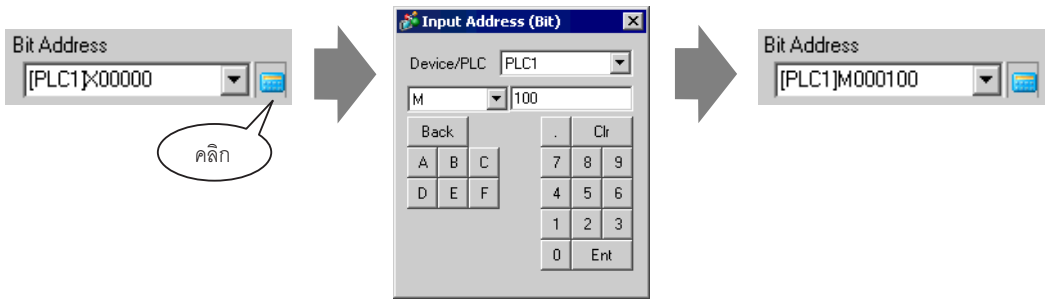 Bit Address
[PLC1]X00000
คลิก
Input Address (Bit)
Device/PLC PLC1
M 100
Back . Clr
A B C 7 8 9
D E F 4 5 6
1 2 3
0 Ent
Bit Address
[PLC1]M000100